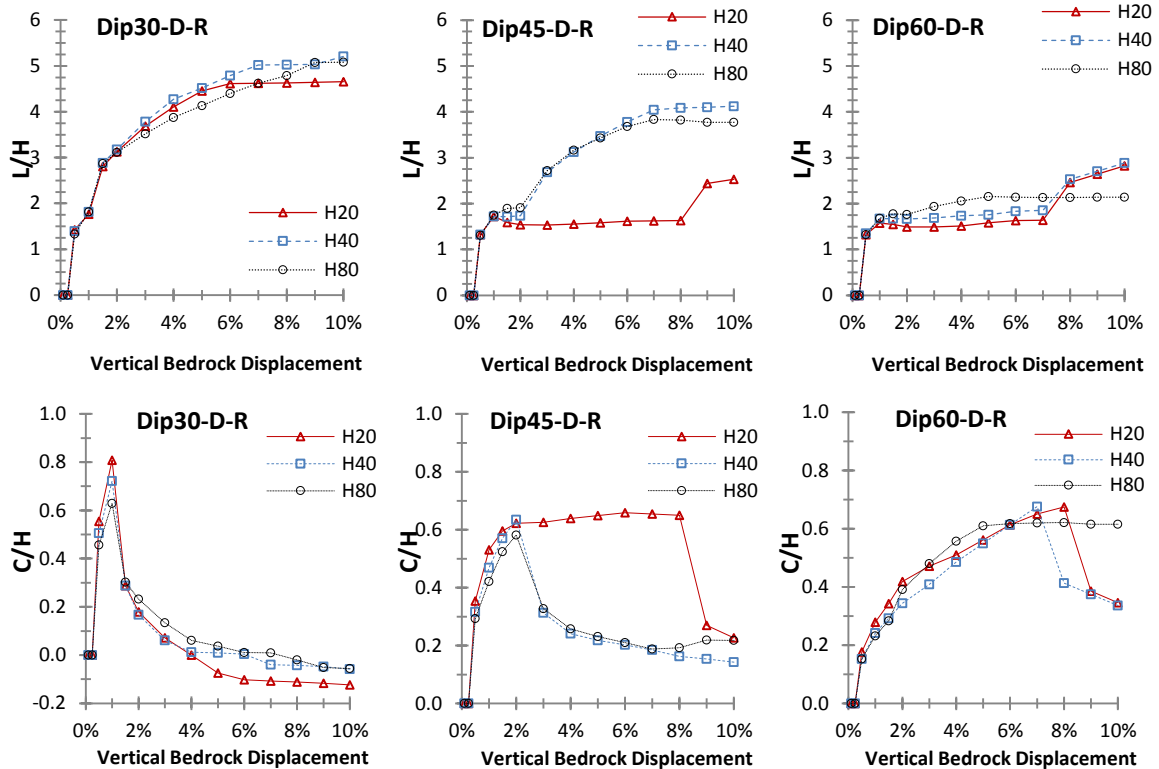 Dip30-D-R
L/H
6
5
4
3
2
1
0
H20
H40
H80
0% 2% 4% 6% 8% 10%
Vertical Bedrock Displacement
Dip45-D-R
L/H
6
5
4
3
2
1
0
H20
H40
H80
0% 2% 4% 6% 8% 10%
Vertical Bedrock Displacement
Dip60-D-R
L/H
6
5
4
3
2
1
0
H20
H40
H80
0% 2% 4% 6% 8% 10%
Vertical Bedrock Displacement
Dip30-D-R
C/H
1.0
0.8
0.6
0.4
0.2
0.0
-0.2
H20
H40
H80
0% 2% 4% 6% 8% 10%
Vertical Bedrock Displacement
Dip45-D-R
C/H
1.0
0.8
0.6
0.4
0.2
0.0
H20
H40
H80
0% 2% 4% 6% 8% 10%
Vertical Bedrock Displacement
Dip60-D-R
C/H
1.0
0.8
0.6
0.4
0.2
0.0
H20
H40
H80
0% 2% 4% 6% 8% 10%
Vertical Bedrock Displacement